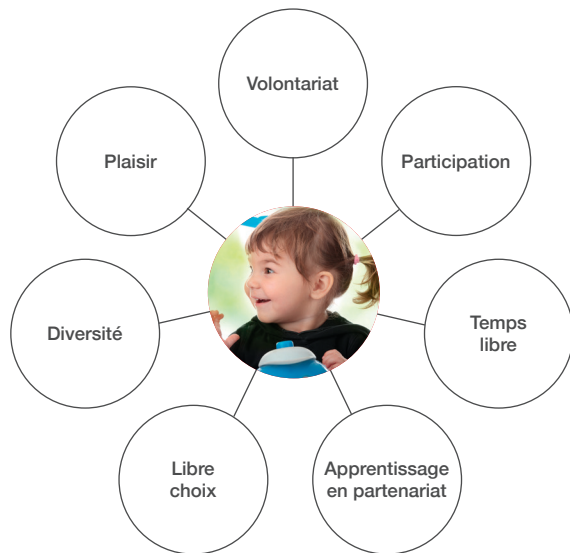 Volontariat
Plaisir
Participation
Diversité
Temps
libre
Libre
choix
Apprentissage
en partenariat